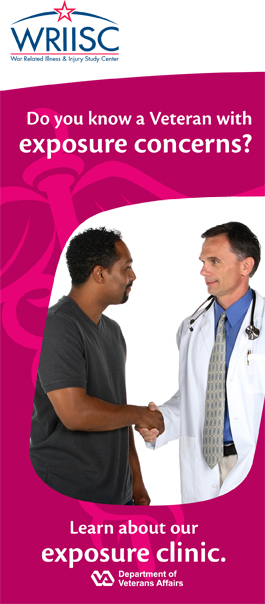 WRIISC
War Related Illness & Injury Study Center
Do you know a Veteran with
exposure concerns?
Learn about our
exposure clinic.
VA
Department of
Veterans Affairs